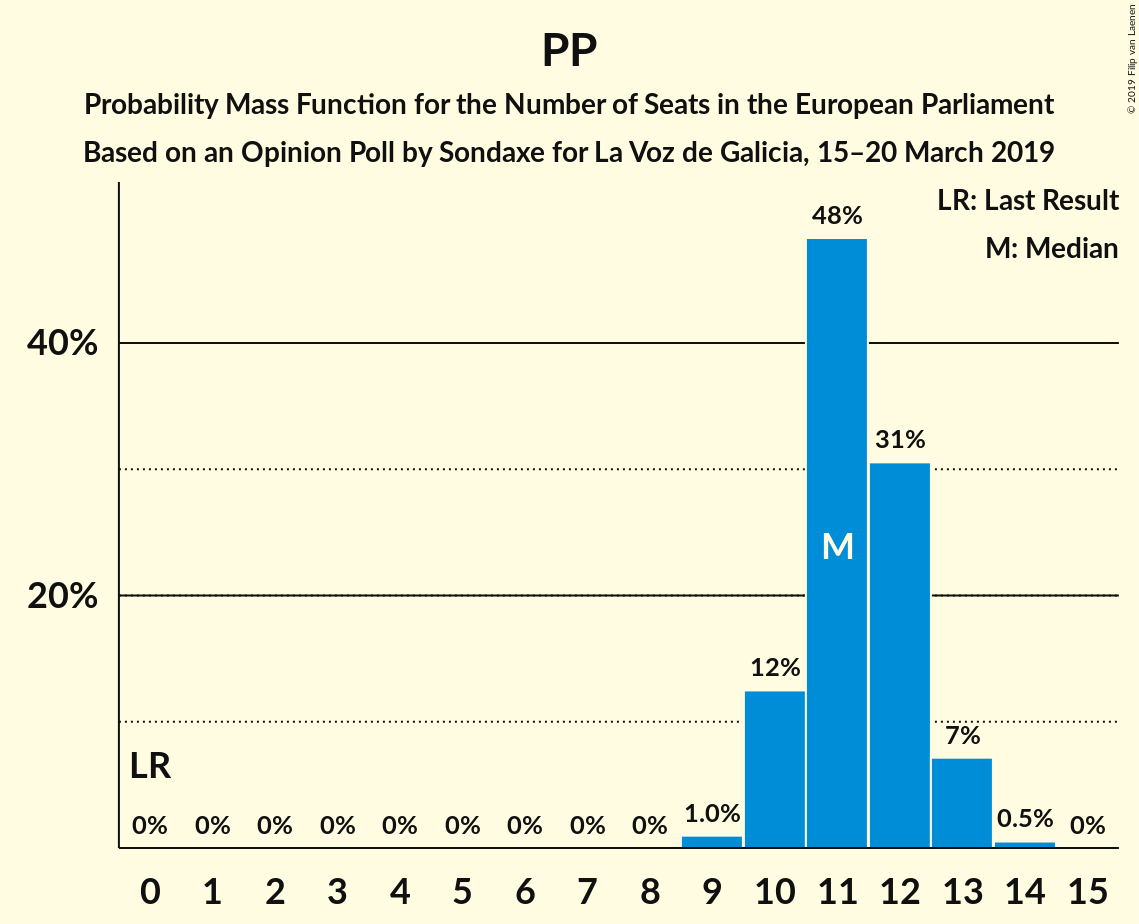 PP
Probability Mass Function for the Number of Seats in the European Parliament
Based on an Opinion Poll by Sondaxe for La Voz de Galicia, 15–20 March 2019
© 2019 Filip van Laenen
LR: Last Result
M: Median
48%
40%
31%
M
20%
12%
7%
LR
0% 0% 0% 0% 0% 0% 0% 0% 0% 1.0% 0.5% 0%
0 1 2 3 4 5 6 7 8 9 10 11 12 13 14 15